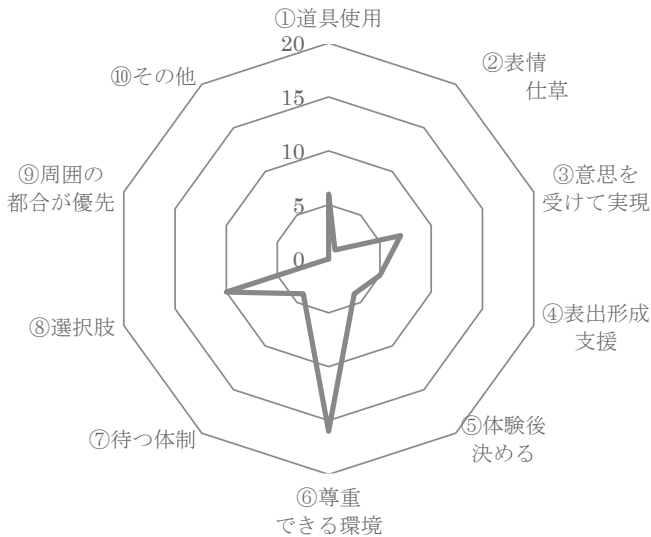 ①道具使用
20
②表情
仕草
⑩その他
15
10
③意思を
受けて実現
⑨周囲の
都合が優先
5
0
④表出形成
支援
⑧選択肢
⑤体験後
決める
⑦待つ体制
⑥尊重
できる環境